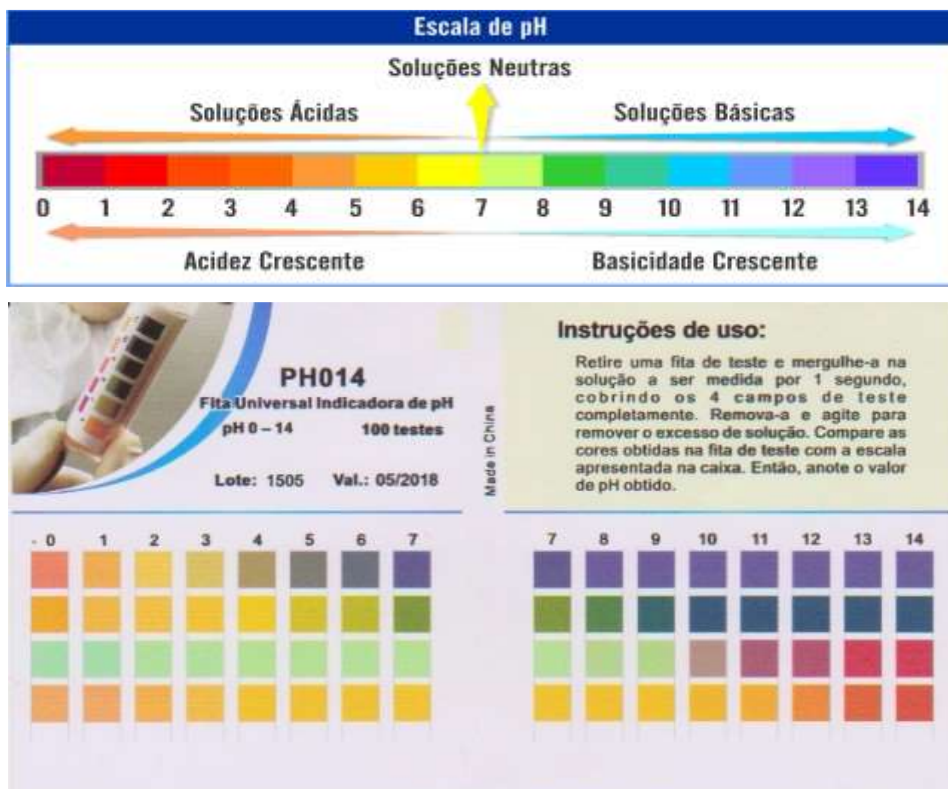 Escala de pH
Soluções Neutras
Soluções Ácidas
Soluções Básicas
0 1 2 3 4 5 6 7 8 9 10 11 12 13 14
Acidez Crescente
Basicidade Crescente
PH014
Fita Universal Indicadora de pH
pH 0 – 14 100 testes
Lote: 1505 Val.: 05/2018
Made in China
Instruções de uso:
Retire uma fita de teste e mergulhe-a na
solução a ser medida por 1 segundo,
cobrindo os 4 campos de teste
completamente. Remova-a e agite para
remover o excesso de solução. Compare as
cores obtidas na fita de teste com a escala
apresentada na caixa. Então, anote o valor
de pH obtido.
0 1 2 3 4 5 6 7
7 8 9 10 11 12 13 14